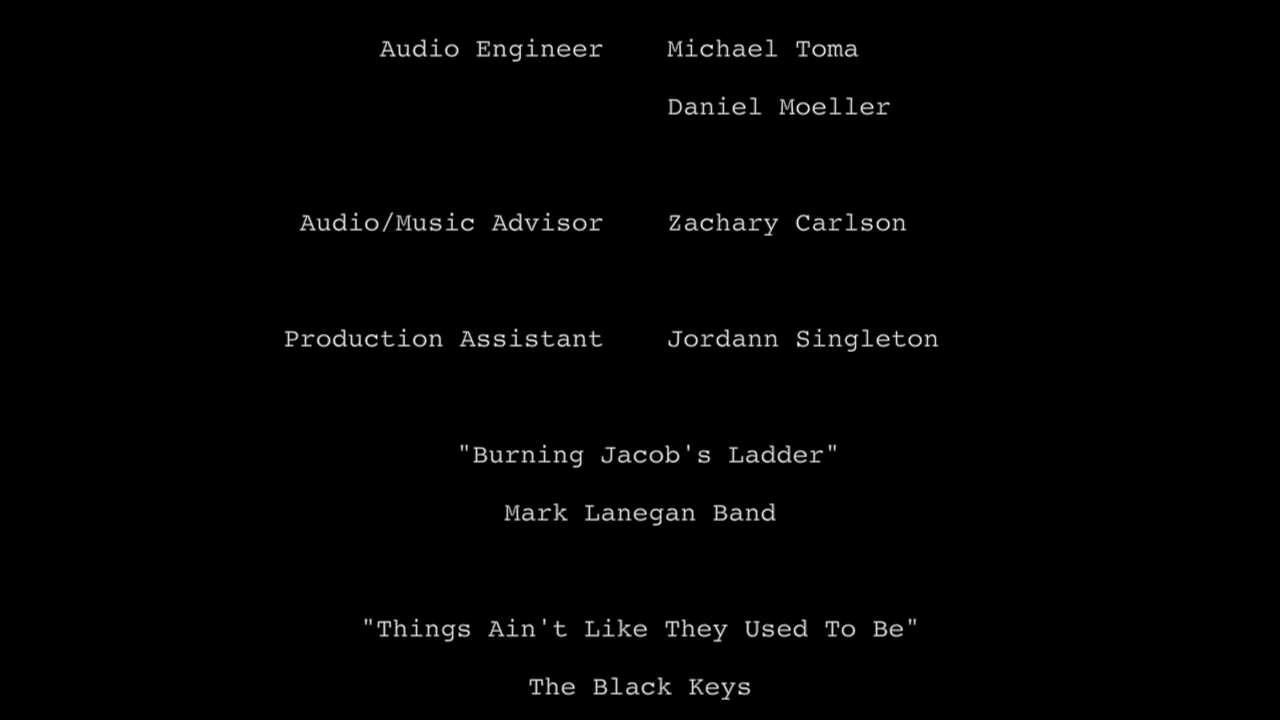 Audio Engineer Michael Toma
Daniel Moeller
Audio/Music Advisor Zachary Carlson
Production Assistant Jordann Singleton
"Burning Jacob's Ladder"
Mark Lanegan Band
"Things Ain't Like They Used To Be"
The Black Keys